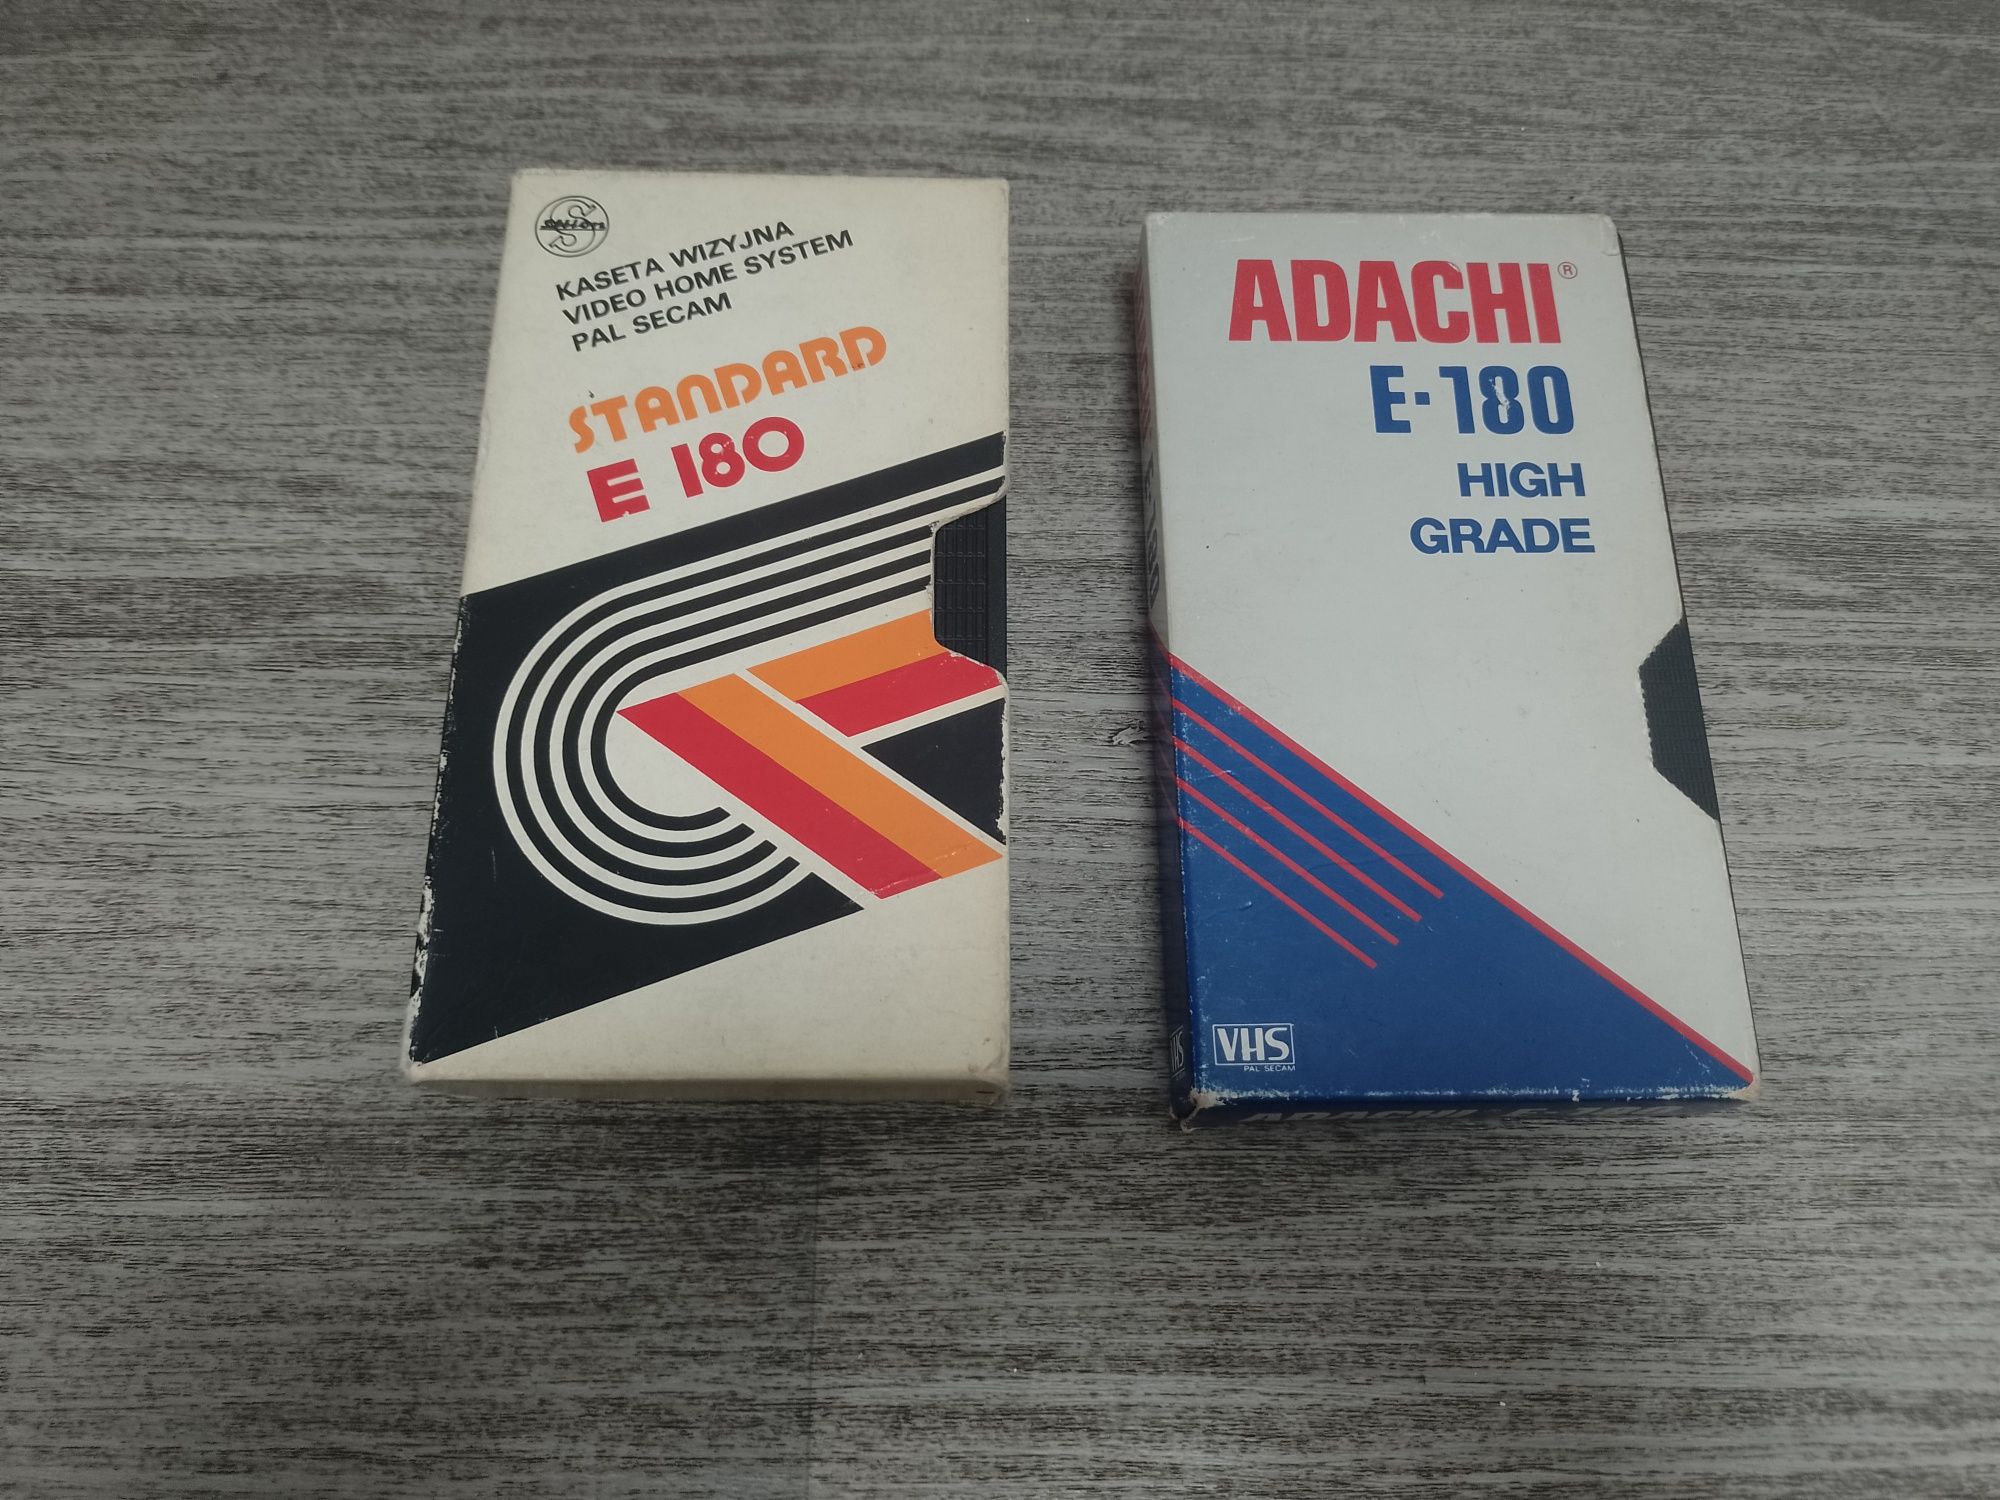 KASETA WIZYJNA
VIDEO HOME SYSTEM
PAL SECAM
STANDARD
E 180
ADACHI®
E-180
HIGH
GRADE
VHS
PAL SECAM